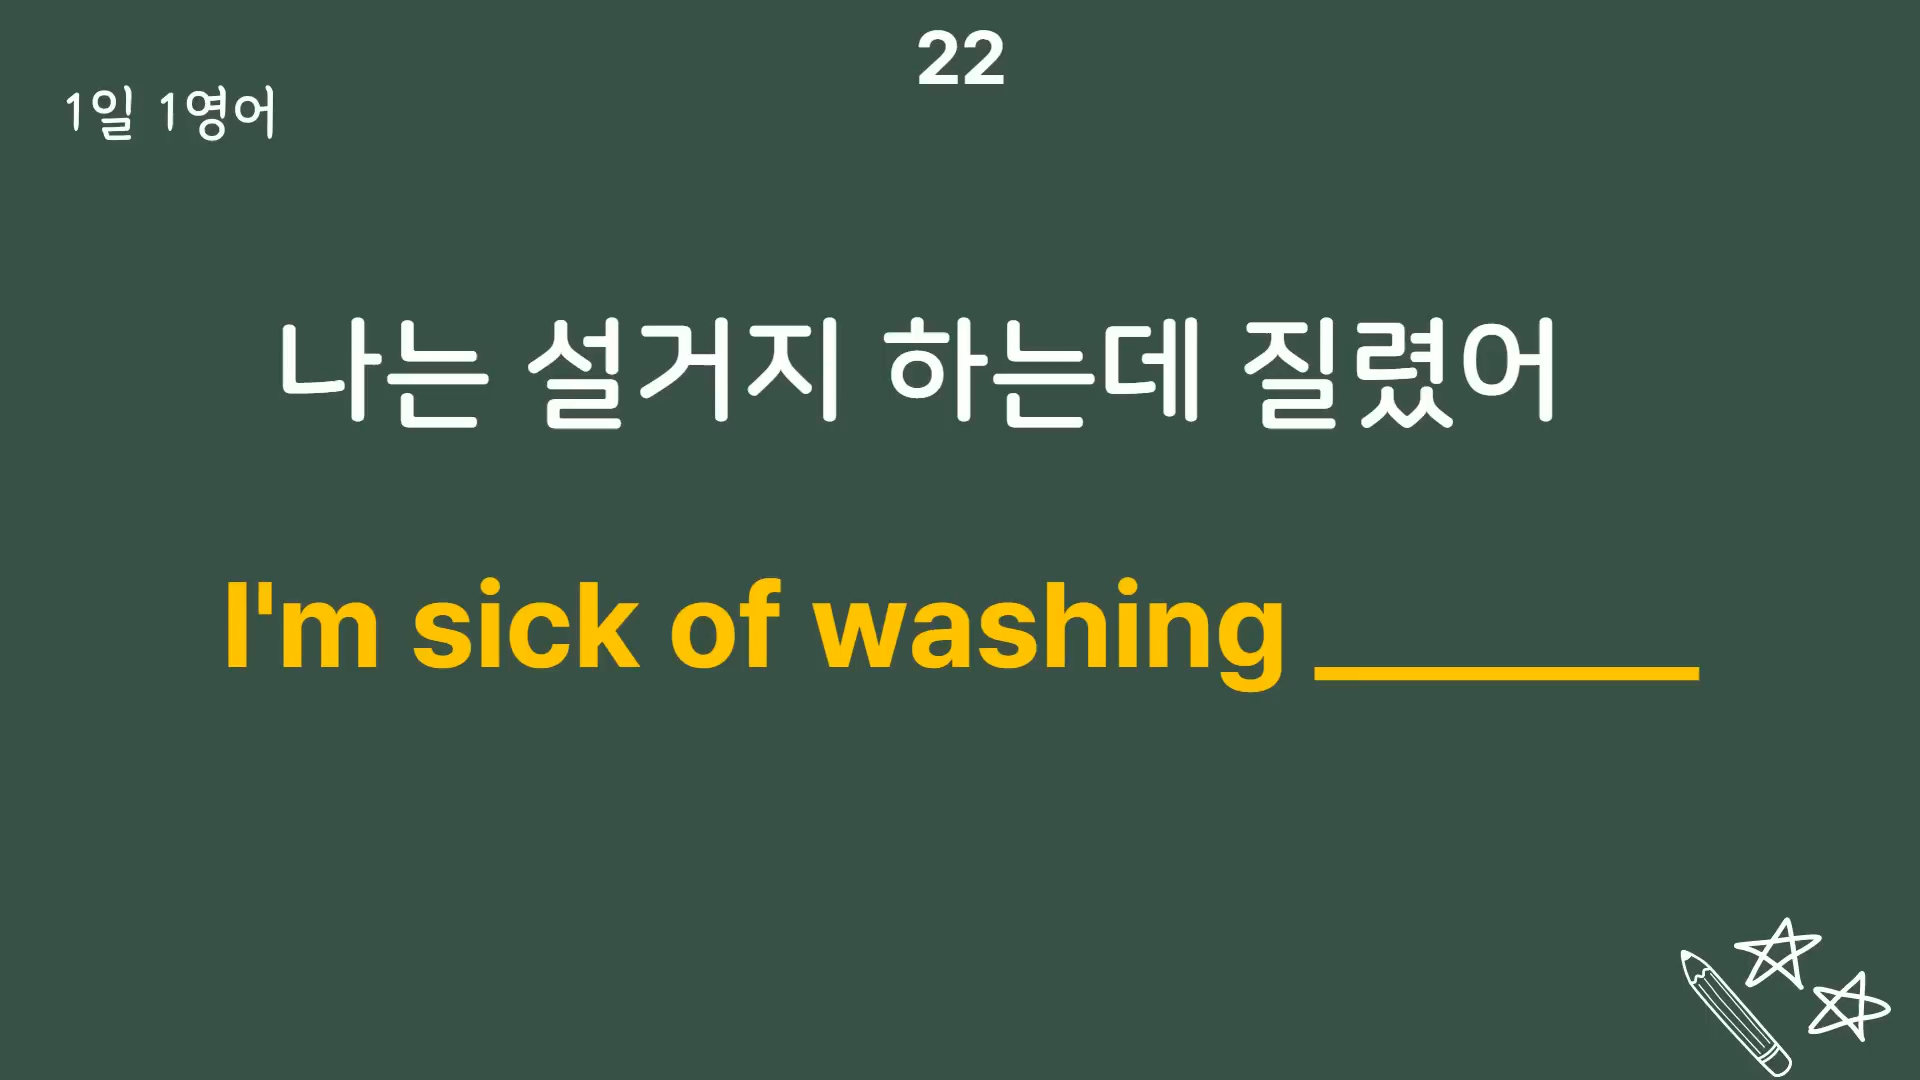 22
1일 1영어
나는 설거지 하는데 질렸어
I'm sick of washing ______